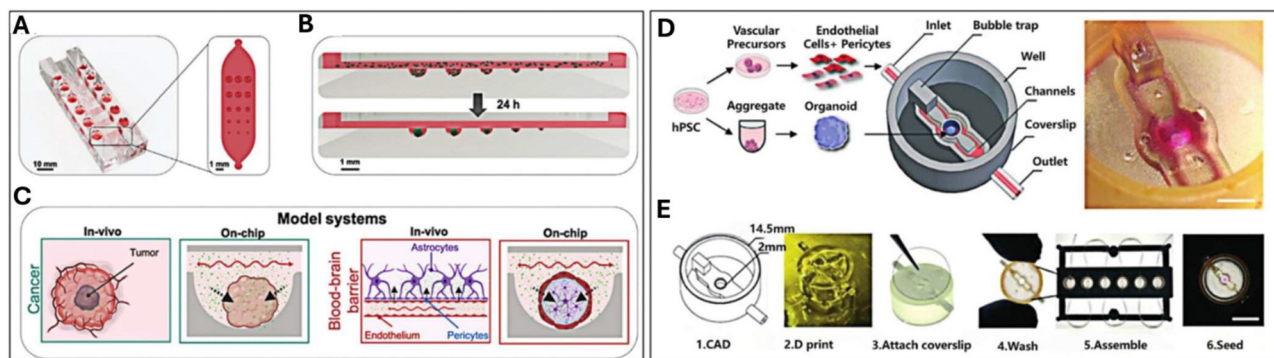 A
10 mm
1 mm
B
24 h
1 mm
C
Model systems
In-vivo
On-chip
In-vivo
On-chip
Cancer
Tumor
Blood-brain
barrier
Astrocytes
Endothelium
Pericytes
D
Vascular
Precursors
Endothelial
Cells+ Pericytes
Inlet
Bubble trap
Well
Channels
Coverslip
Outlet
hPSC
Aggregate
Organoid
E
14.5mm
2mm
1.CAD
2.D print
3.Attach coverslip
4.Wash
5.Assemble
6.Seed